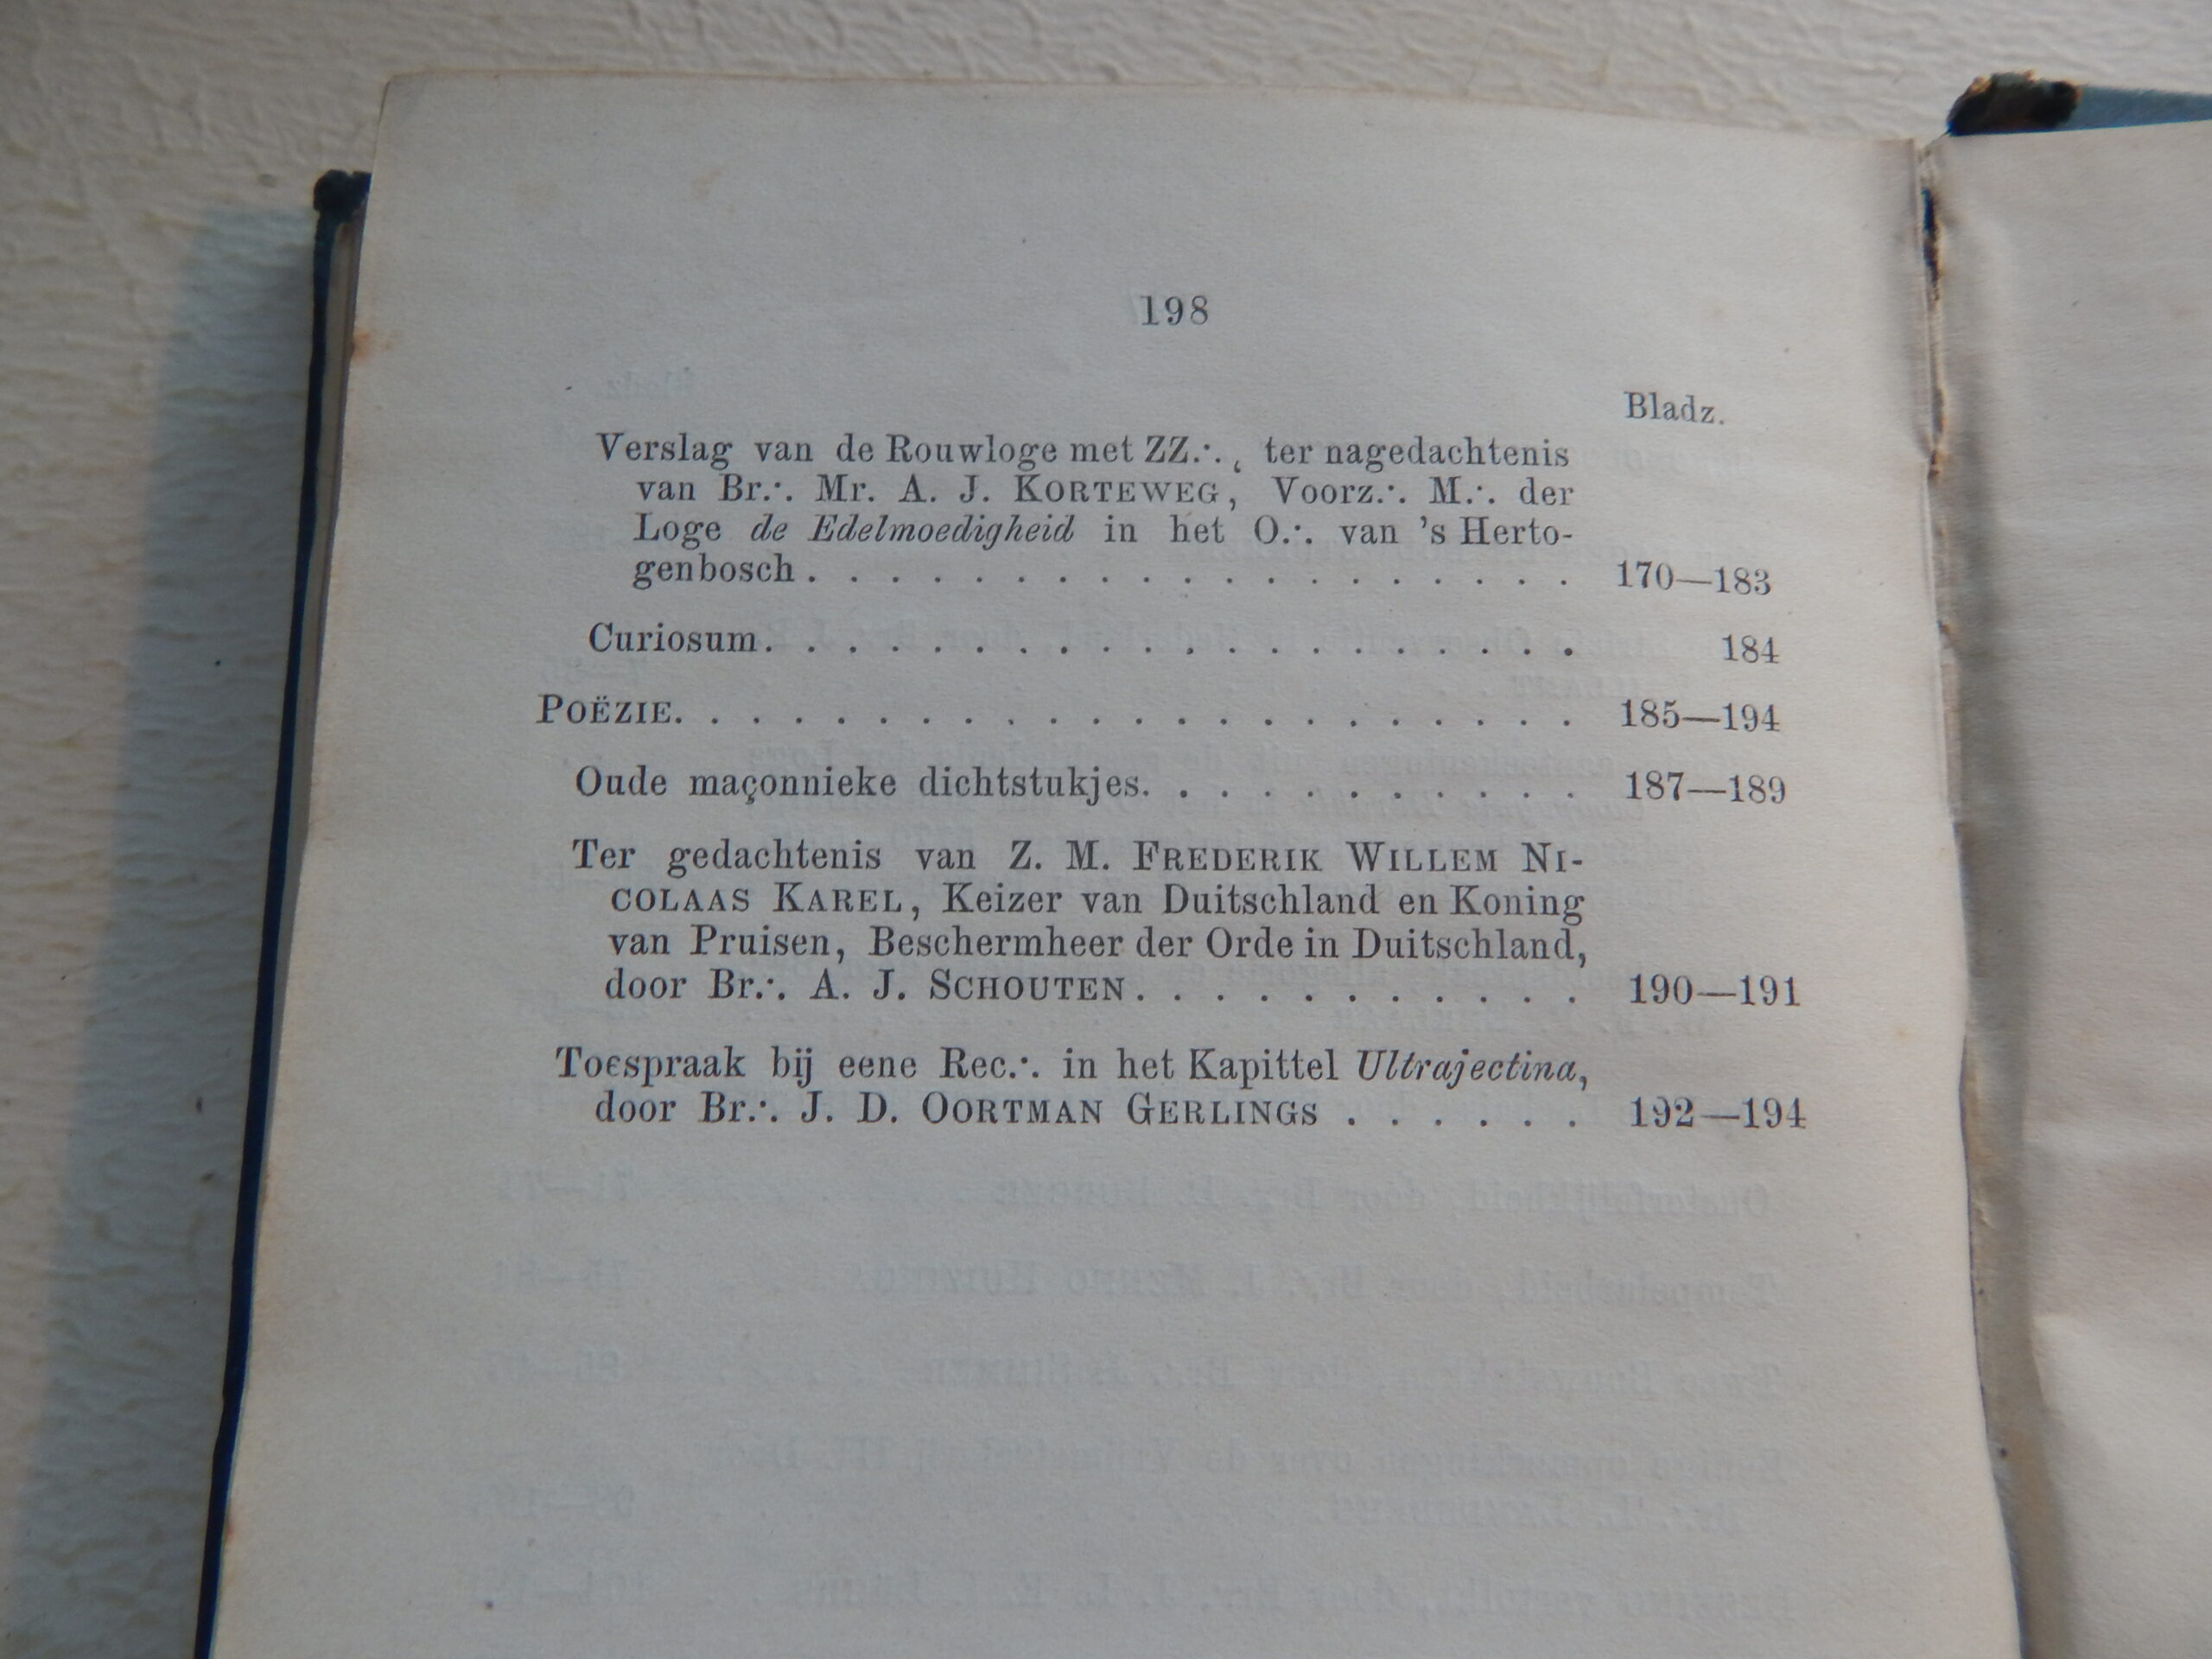 198
Bladz.
Verslag van de Rouwloge met ZZ∴, ter nagedachtenis
van Br∴ Mr. A. J. KORTEWEG, Voorz∴ M∴ der
Loge de Edelmoedigheid in het O∴ van 's Herto-
genbosch . . . . . . . . . . . . . . . . . . . 170—183
Curiosum. . . . . . . . . . . . . . . . . . . . 184
POËZIE. . . . . . . . . . . . . . . . . . . . . . 185—194
Oude maçonnieke dichtstukjes. . . . . . . . . . . . 187—189
Ter gedachtenis van Z. M. FREDERIK WILLEM NI-
COLAAS KAREL, Keizer van Duitschland en Koning
van Pruisen, Beschermheer der Orde in Duitschland,
door Br∴ A. J. SCHOUTEN. . . . . . . . . . . . 190—191
Toespraak bij eene Rec∴ in het Kapittel Ultrajectina,
door Br∴ J. D. OORTMAN GERLINGS . . . . . . 192—194